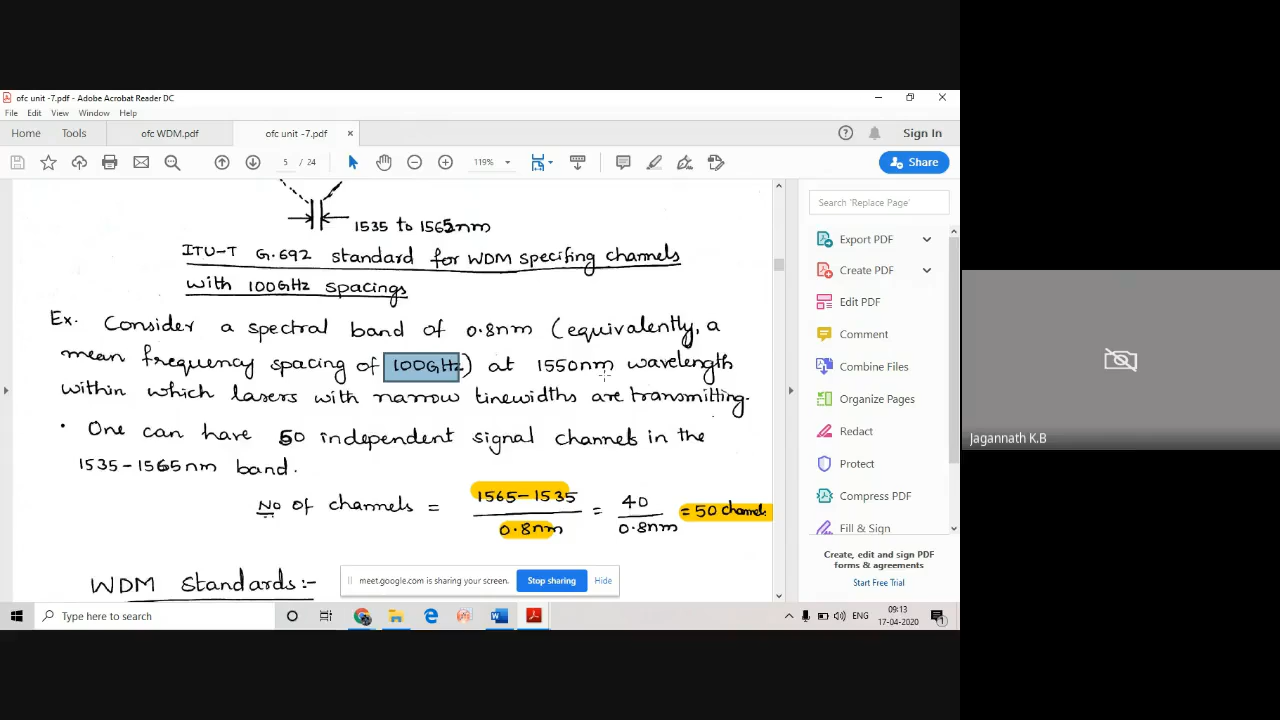 ofc unit -7.pdf - Adobe Acrobat Reader DC
File Edit View Window Help
Home Tools ofc WDM.pdf ofc unit -7.pdf × Sign In
5 / 24 119% Share
1535 to 1565nm
ITU-T G.692 standard for WDM specifing channels
with 100GHz spacings
Ex. Consider a spectral band of 0.8nm (equivalently, a
mean frequency spacing of 100GHz) at 1550nm wavelength
within which lasers with narrow linewidths are transmitting.
• One can have 50 independent signal channels in the
1535-1565nm band.
No of channels = 1565-1535 / 0.8nm = 40 / 0.8nm = 50 channels
WDM Standards:-
Search 'Replace Page'
Export PDF
Create PDF
Edit PDF
Comment
Combine Files
Organize Pages
Redact
Protect
Compress PDF
Fill & Sign
Create, edit and sign PDF
forms & agreements
Start Free Trial
meet.google.com is sharing your screen. Stop sharing Hide
Type here to search
ENG
09:13
17-04-2020
Jagannath K.B